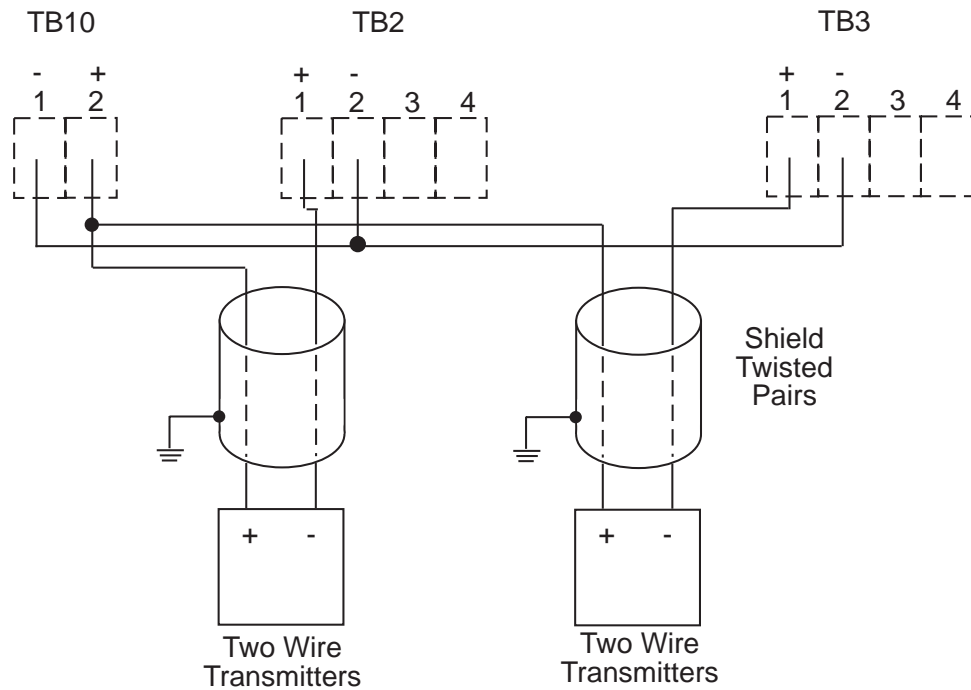 TB10 TB2 TB3
- + + - + -
1 2 1 2 3 4 1 2 3 4
Shield
Twisted
Pairs
+ - + -
Two Wire
Transmitters
Two Wire
Transmitters